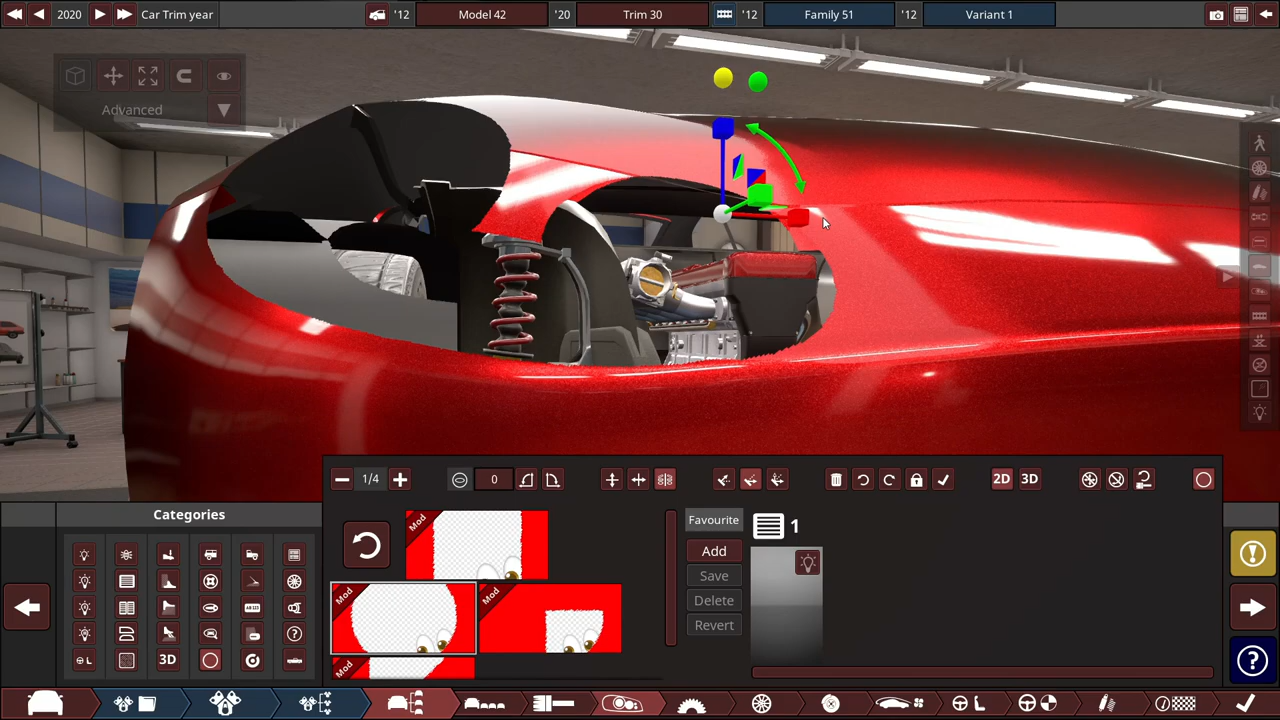 2020 Car Trim year '12 Model 42 '20 Trim 30 '12 Family 51 '12 Variant 1
Advanced
1/4 0 2D 3D
Categories
Mod
Favourite 1
Add
Save
Mod Mod
Delete
Revert
L 3D
Mod